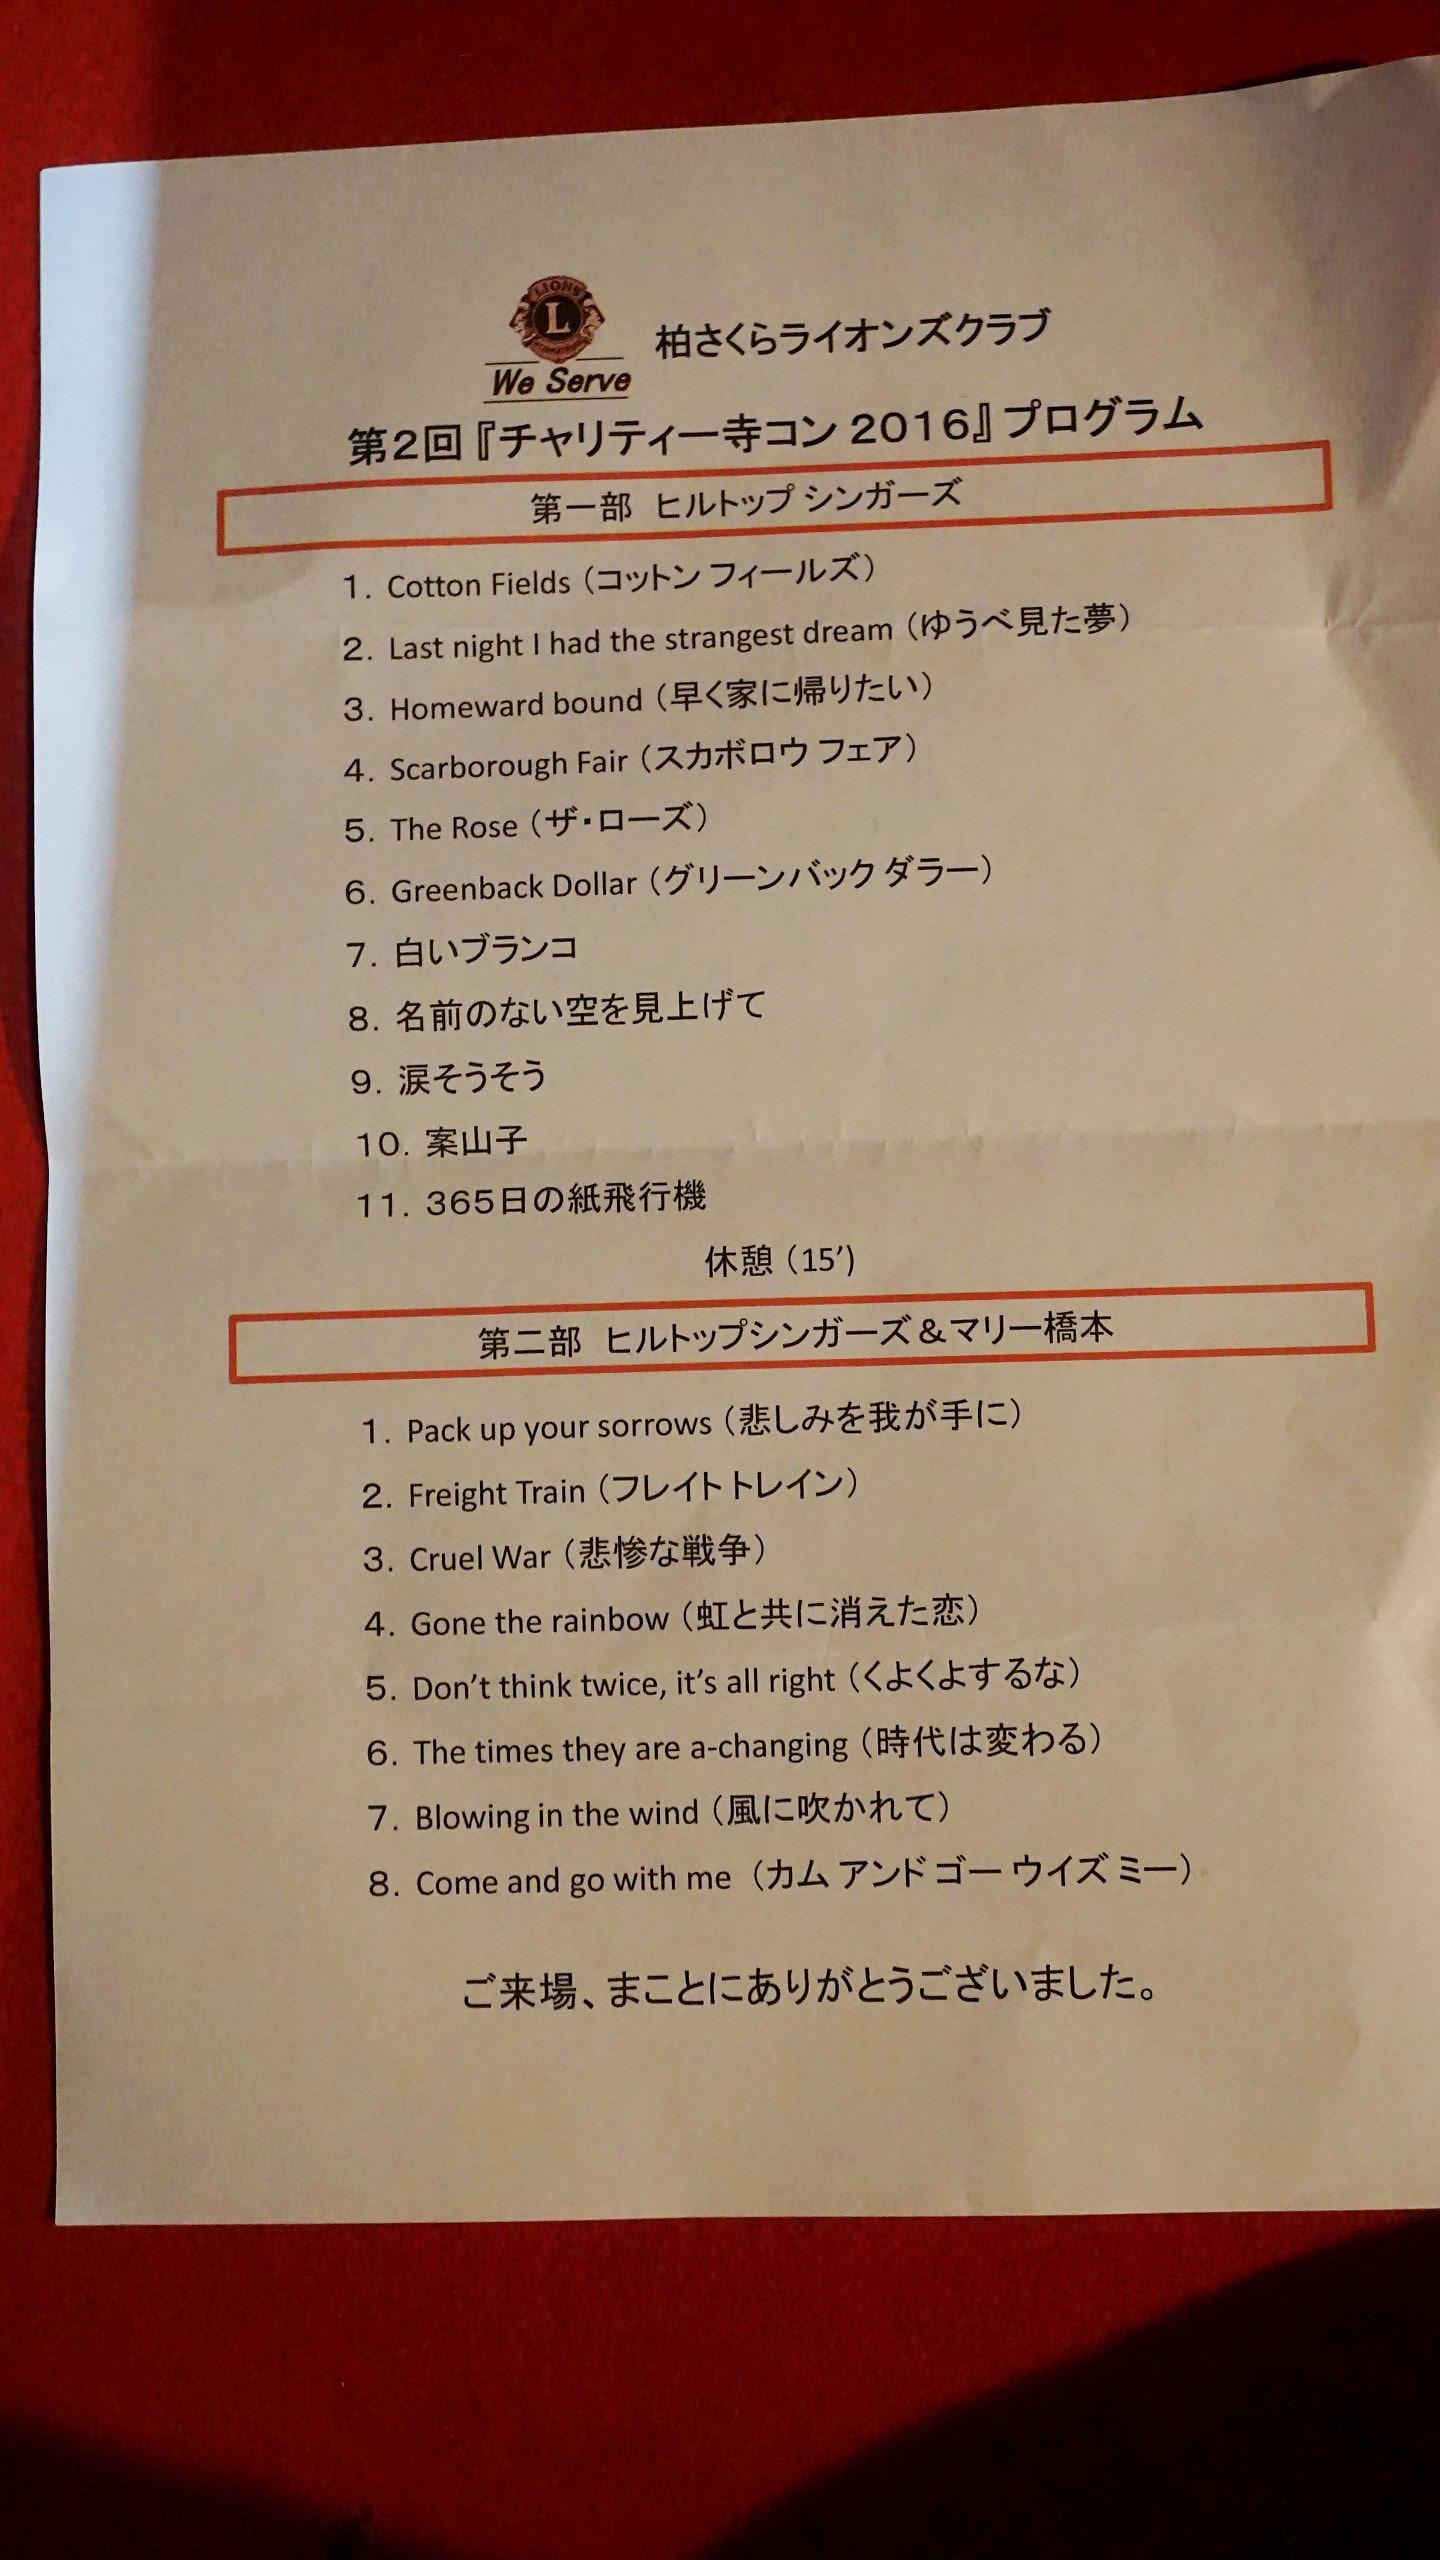 LIONS
L
We Serve
柏さくらライオンズクラブ
第2回『チャリティー寺コン 2016』プログラム
第一部 ヒルトップ シンガーズ
1. Cotton Fields (コットン フィールズ)
2. Last night I had the strangest dream (ゆうべ見た夢)
3. Homeward bound (早く家に帰りたい)
4. Scarborough Fair (スカボロウ フェア)
5. The Rose (ザ・ローズ)
6. Greenback Dollar (グリーンバック ダラー)
7. 白いブランコ
8. 名前のない空を見上げて
9. 涙そうそう
10. 案山子
11. 365日の紙飛行機
休憩 (15’)
第二部 ヒルトップシンガーズ&マリー橋本
1. Pack up your sorrows (悲しみを我が手に)
2. Freight Train (フレイト トレイン)
3. Cruel War (悲惨な戦争)
4. Gone the rainbow (虹と共に消えた恋)
5. Don’t think twice, it’s all right (くよくよするな)
6. The times they are a-changing (時代は変わる)
7. Blowing in the wind (風に吹かれて)
8. Come and go with me (カム アンド ゴー ウイズ ミー)
ご来場、まことにありがとうございました。